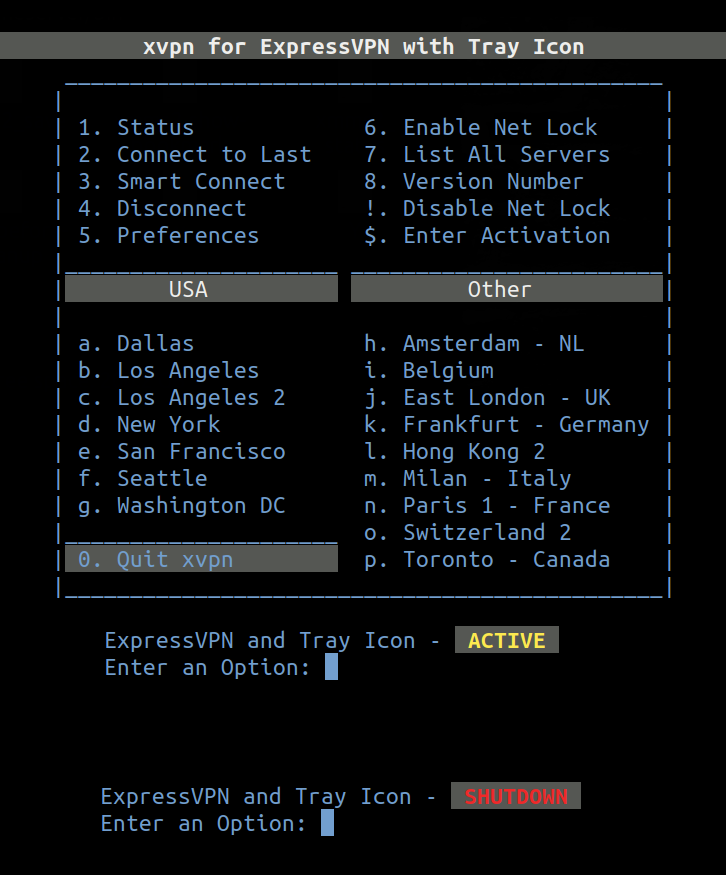 xvpn for ExpressVPN with Tray Icon
1. Status 6. Enable Net Lock
2. Connect to Last 7. List All Servers
3. Smart Connect 8. Version Number
4. Disconnect !. Disable Net Lock
5. Preferences $. Enter Activation
USA Other
a. Dallas h. Amsterdam - NL
b. Los Angeles i. Belgium
c. Los Angeles 2 j. East London - UK
d. New York k. Frankfurt - Germany
e. San Francisco l. Hong Kong 2
f. Seattle m. Milan - Italy
g. Washington DC n. Paris 1 - France
o. Switzerland 2
0. Quit xvpn p. Toronto - Canada
ExpressVPN and Tray Icon - ACTIVE
Enter an Option:
ExpressVPN and Tray Icon - SHUTDOWN
Enter an Option: